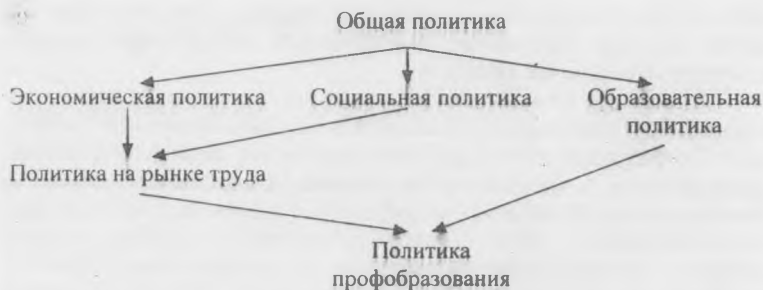 Общая политика
Экономическая политика Социальная политика Образовательная
политика
Политика на рынке труда
Политика
профобразования